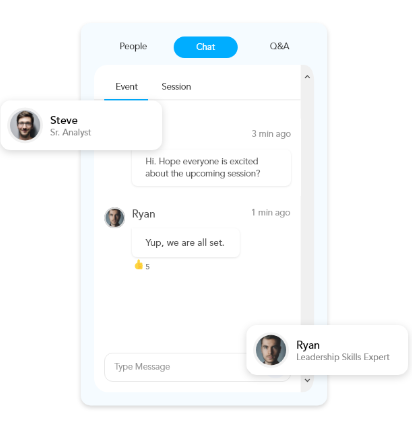 People Chat Q&A
Event Session
Steve
Sr. Analyst
3 min ago
Hi. Hope everyone is excited
about the upcoming session?
Ryan 1 min ago
Yup, we are all set.
👍 5
Ryan
Leadership Skills Expert
Type Message